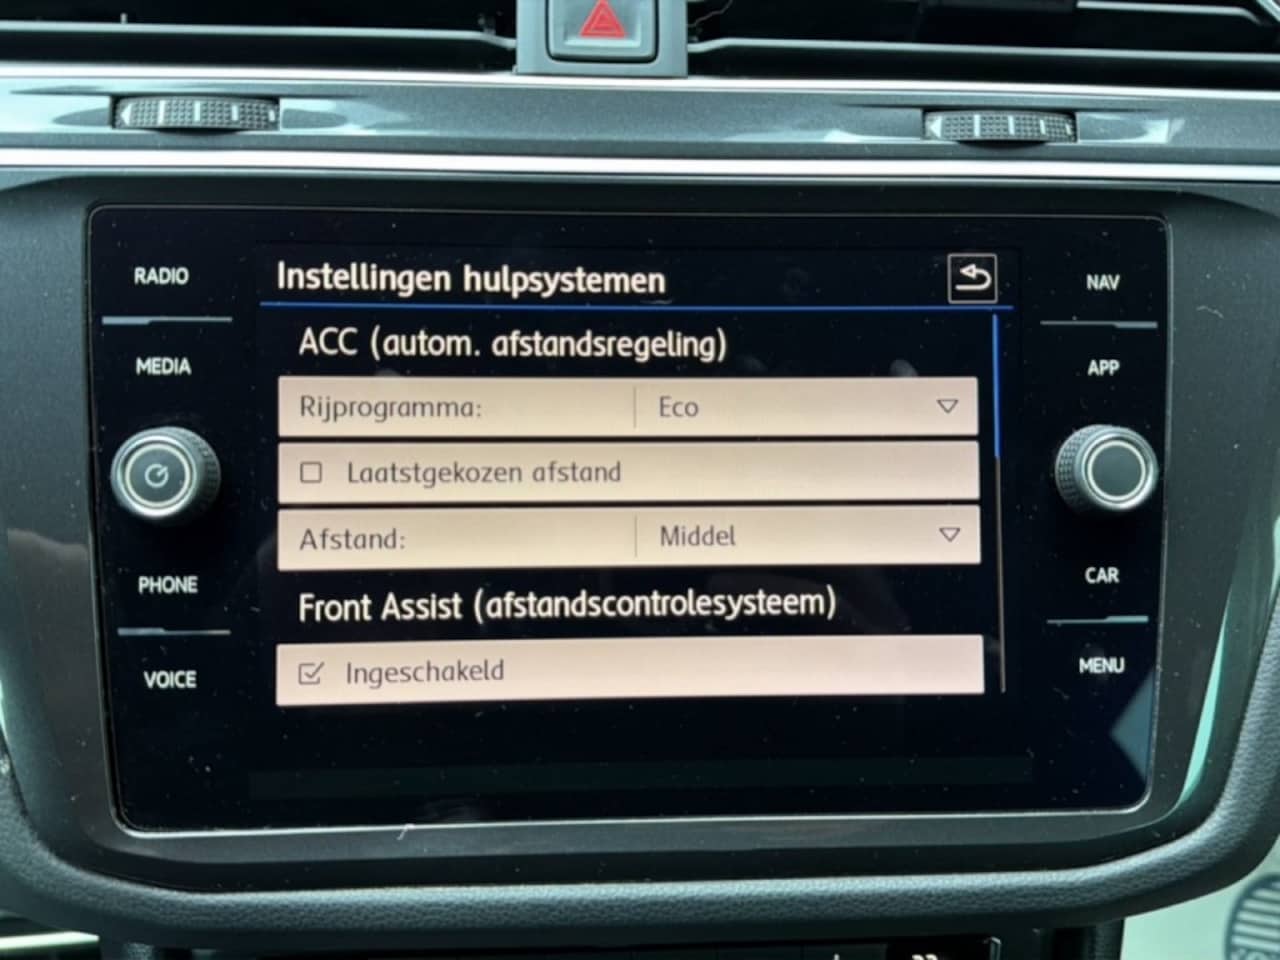 RADIO
MEDIA
PHONE
VOICE
Instellingen hulpsystemen
ACC (autom. afstandsregeling)
Rijprogramma: Eco
Laatstgekozen afstand
Afstand: Middel
Front Assist (afstandscontrolesysteem)
Ingeschakeld
NAV
APP
CAR
MENU